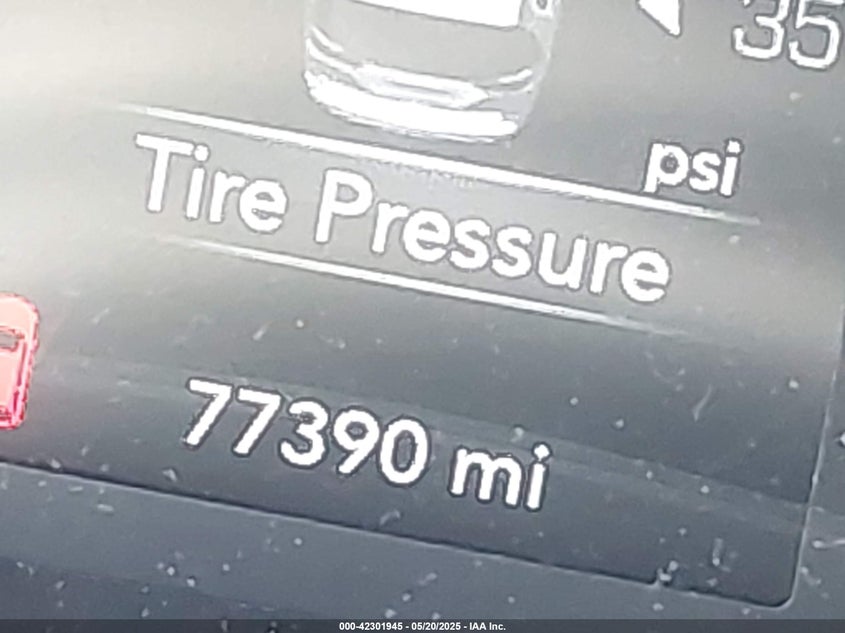 35
psi
Tire Pressure
77390 mi
000-42301945 - 05/20/2025 - IAA Inc.